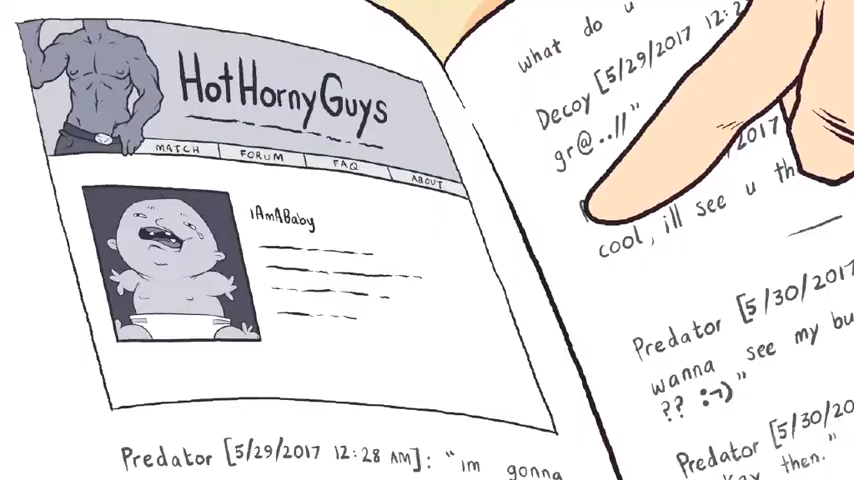 HotHornyGuys
MATCH FORUM FAQ ABOUT
iAmABaby
Predator [5/29/2017 12:28 AM]: "im gonna
what do u
Decoy [5/29/2017 12:2
gr@..//"
2017
cool, ill see u th
Predator [5/30/2017
wanna see my bu
?? :¬)"
Predator [5/30/20
then."